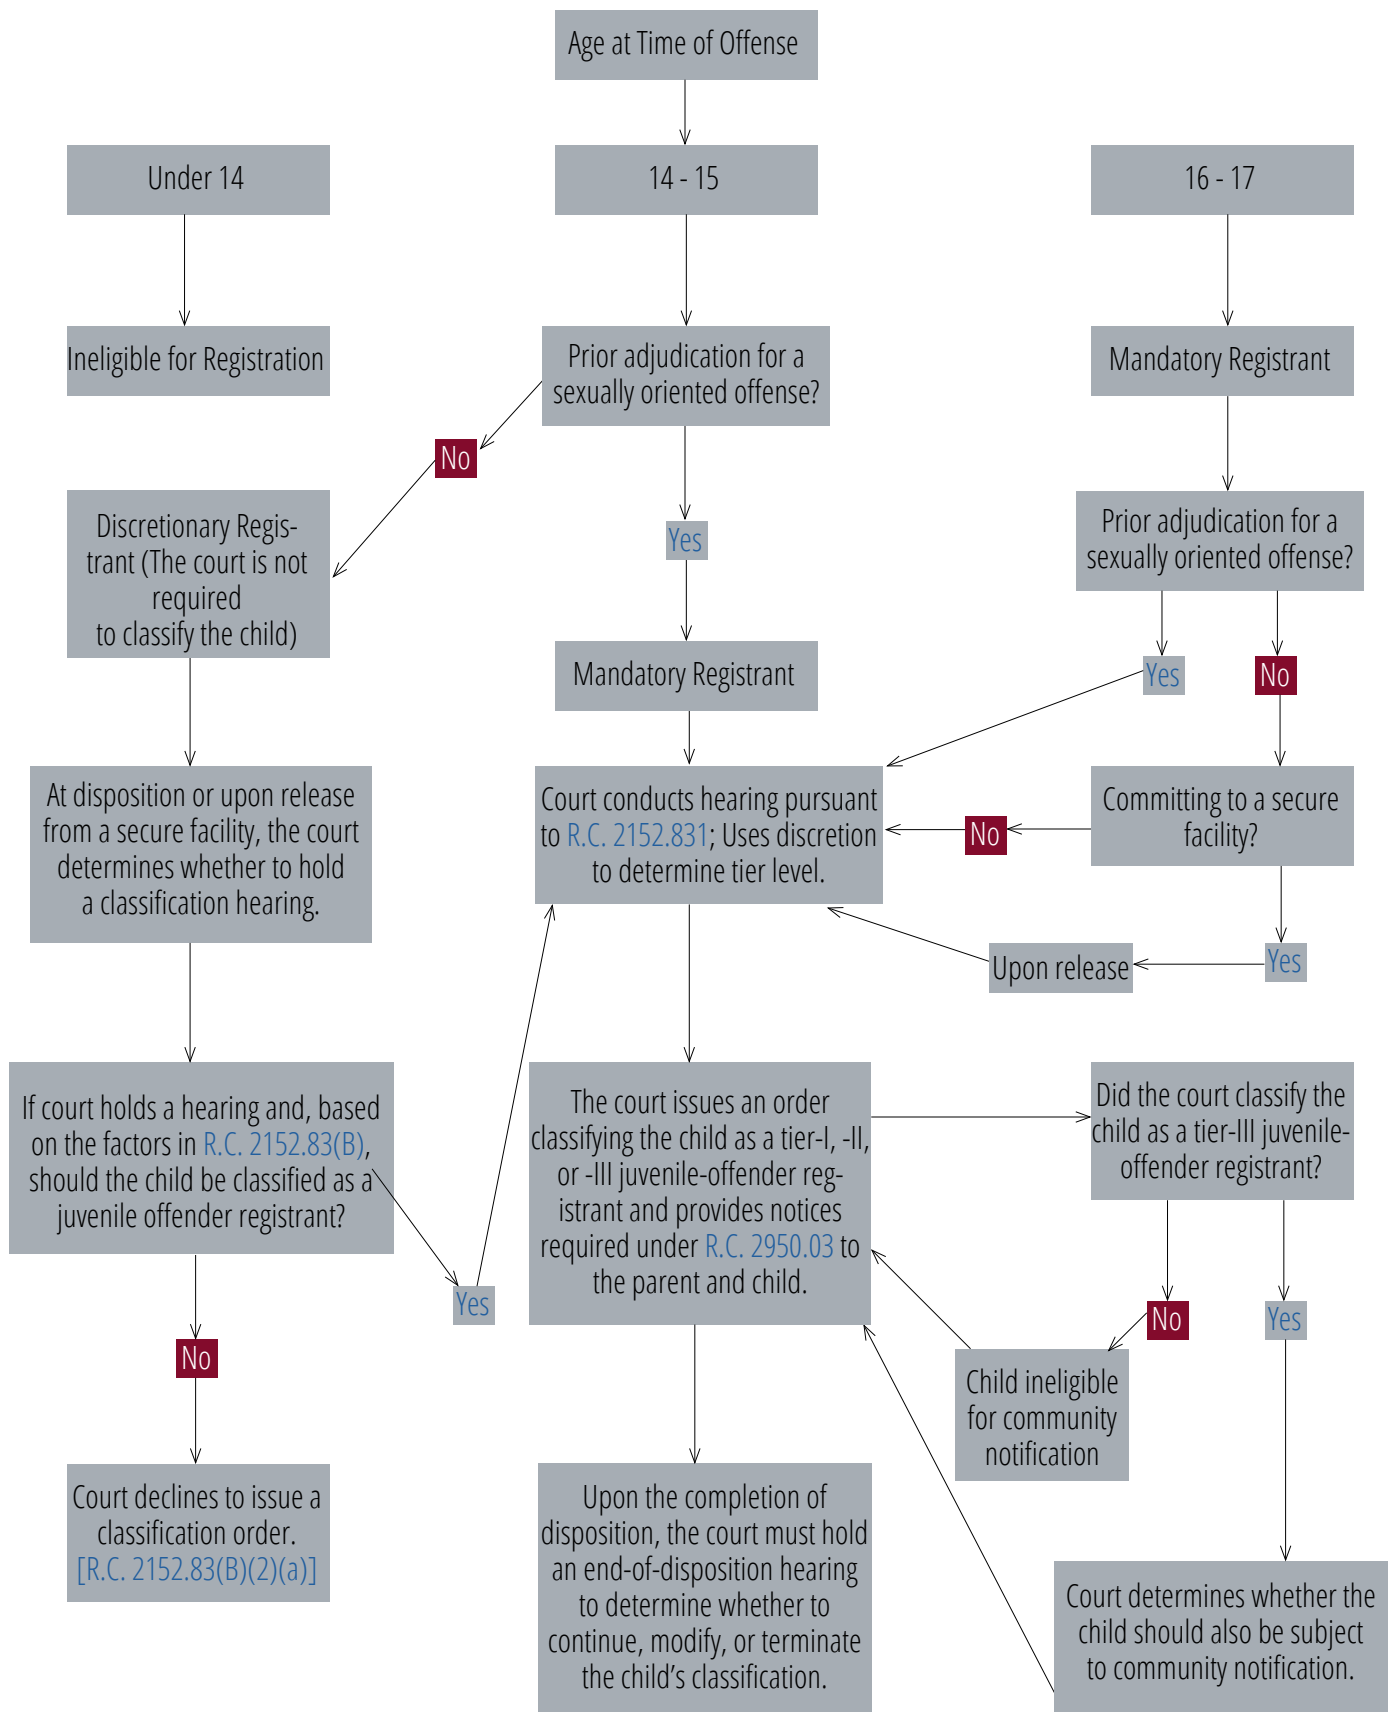 Age at Time of Offense
Under 14
14 - 15
16 - 17
Ineligible for Registration
Prior adjudication for a
sexually oriented offense?
Mandatory Registrant
No
Yes
Discretionary Regis-
trant (The court is not
required
to classify the child)
Prior adjudication for a
sexually oriented offense?
Mandatory Registrant
Yes
No
At disposition or upon release
from a secure facility, the court
determines whether to hold
a classification hearing.
Court conducts hearing pursuant
to R.C. 2152.831; Uses discretion
to determine tier level.
No
Committing to a secure
facility?
Upon release
Yes
If court holds a hearing and, based
on the factors in R.C. 2152.83(B),
should the child be classified as a
juvenile offender registrant?
Yes
No
Court declines to issue a
classification order.
[R.C. 2152.83(B)(2)(a)]
The court issues an order
classifying the child as a tier-I, -II,
or -III juvenile-offender reg-
istrant and provides notices
required under R.C. 2950.03 to
the parent and child.
Did the court classify the
child as a tier-III juvenile-
offender registrant?
No
Yes
Child ineligible
for community
notification
Upon the completion of
disposition, the court must hold
an end-of-disposition hearing
to determine whether to
continue, modify, or terminate
the child's classification.
Court determines whether the
child should also be subject
to community notification.